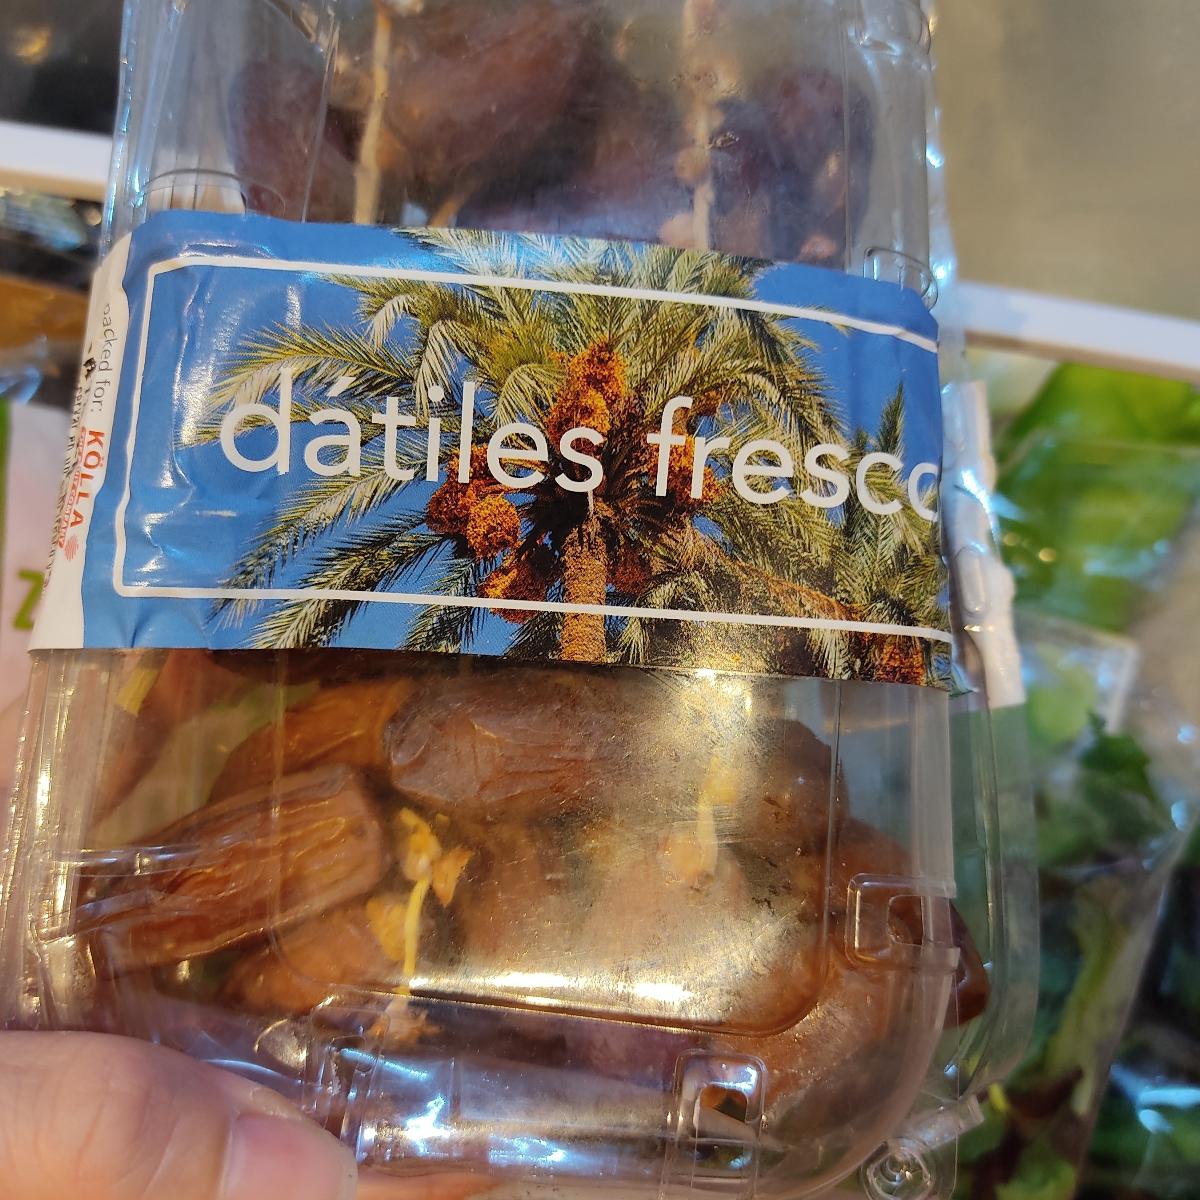 dátiles fresco
packed for: KÖLLA